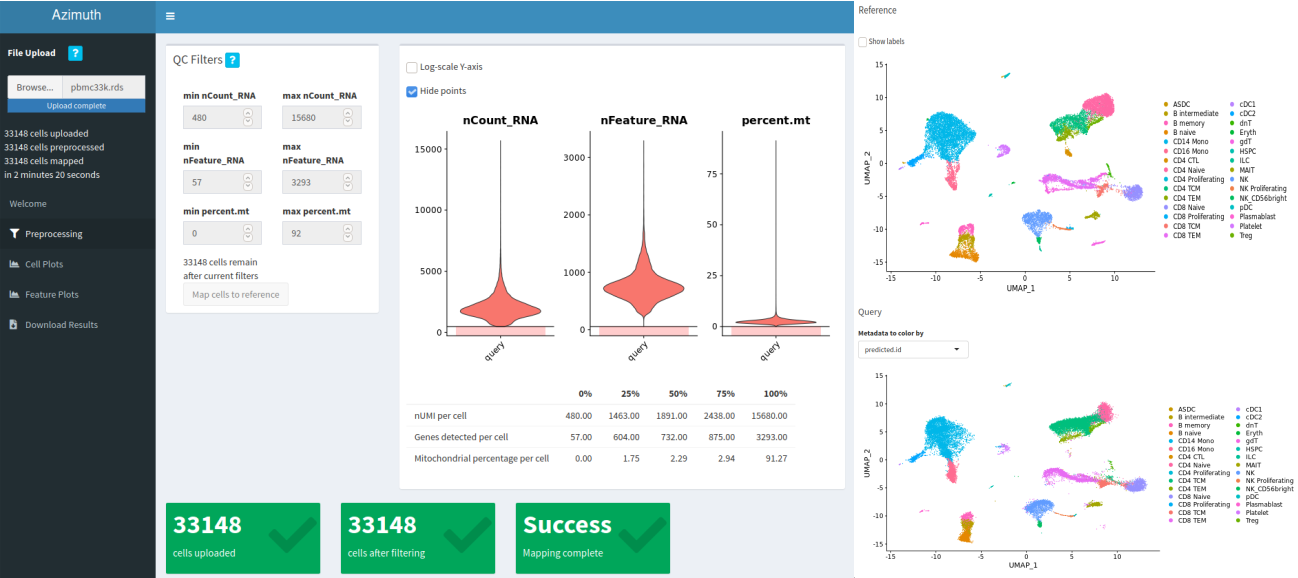 Azimuth
File Upload ?
Browse... pbmc33k.rds
Upload complete
33148 cells uploaded
33148 cells preprocessed
33148 cells mapped
in 2 minutes 20 seconds
Welcome
Preprocessing
Cell Plots
Feature Plots
Download Results
QC Filters ?
min nCount_RNA max nCount_RNA
480 15680
min max
nFeature_RNA nFeature_RNA
57 3293
min percent.mt max percent.mt
0 92
33148 cells remain
after current filters
Map cells to reference
Log-scale Y-axis
Hide points
nCount_RNA nFeature_RNA percent.mt
15000
10000
5000
0
query
3000
2000
1000
0
query
75
50
25
0
query
0% 25% 50% 75% 100%
nUMI per cell 480.00 1463.00 1891.00 2438.00 15680.00
Genes detected per cell 57.00 604.00 732.00 875.00 3293.00
Mitochondrial percentage per cell 0.00 1.75 2.29 2.94 91.27
33148
cells uploaded
33148
cells after filtering
Success
Mapping complete
Reference
Show labels
15
10
5
0
-5
-10
-15
UMAP_2
-15 -10 -5 0 5 10
UMAP_1
ASDC cDC1
B intermediate cDC2
B memory dnT
B naive Eryth
CD14 Mono gdT
CD16 Mono HSPC
CD4 CTL ILC
CD4 Naive MAIT
CD4 Proliferating NK
CD4 TCM NK Proliferating
CD4 TEM NK_CD56bright
CD8 Naive pDC
CD8 Proliferating Plasmablast
CD8 TCM Platelet
CD8 TEM Treg
Query
Metadata to color by
predicted.id
15
10
5
0
-5
-10
-15
UMAP_2
-15 -10 -5 0 5 10
UMAP_1
ASDC cDC1
B intermediate cDC2
B memory dnT
B naive Eryth
CD14 Mono gdT
CD16 Mono HSPC
CD4 CTL ILC
CD4 Naive MAIT
CD4 Proliferating NK
CD4 TCM NK Proliferating
CD4 TEM NK_CD56bright
CD8 Naive pDC
CD8 Proliferating Plasmablast
CD8 TCM Platelet
CD8 TEM Treg